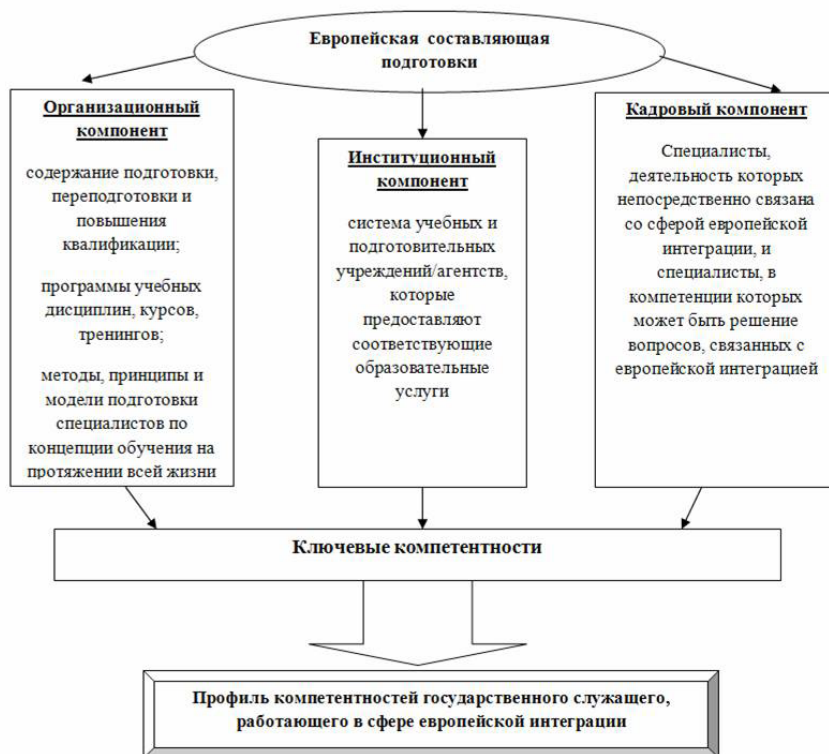 Европейская составляющая
подготовки
Организационный
компонент
содержание подготовки,
переподготовки и
повышения
квалификации;
программы учебных
дисциплин, курсов,
тренингов;
методы, принципы и
модели подготовки
специалистов по
концепции обучения на
протяжении всей жизни
Институционный
компонент
система учебных и
подготовительных
учреждений/агентств,
которые
предоставляют
соответствующие
образовательные
услуги
Кадровый компонент
Специалисты,
деятельность которых
непосредственно связана
со сферой европейской
интеграции, и
специалисты, в
компетенции которых
может быть решение
вопросов, связанных с
европейской интеграцией
Ключевые компетентности
Профиль компетентностей государственного служащего,
работающего в сфере европейской интеграции